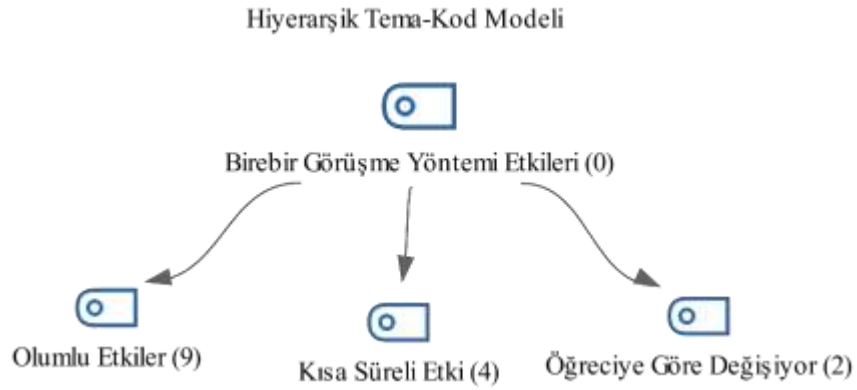 Hiyerarşik Tema-Kod Modeli
Birebir Görüşme Yöntemi Etkileri (0)
Olumlu Etkiler (9)
Kısa Süreli Etki (4)
Öğreciye Göre Değişiyor (2)